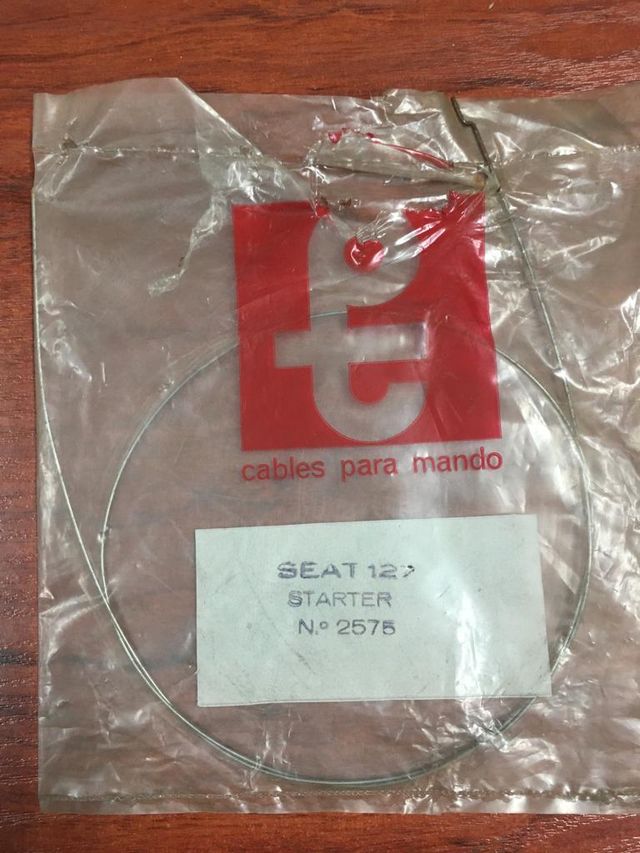 t
cables para mando
SEAT 127
STARTER
N.º 2575